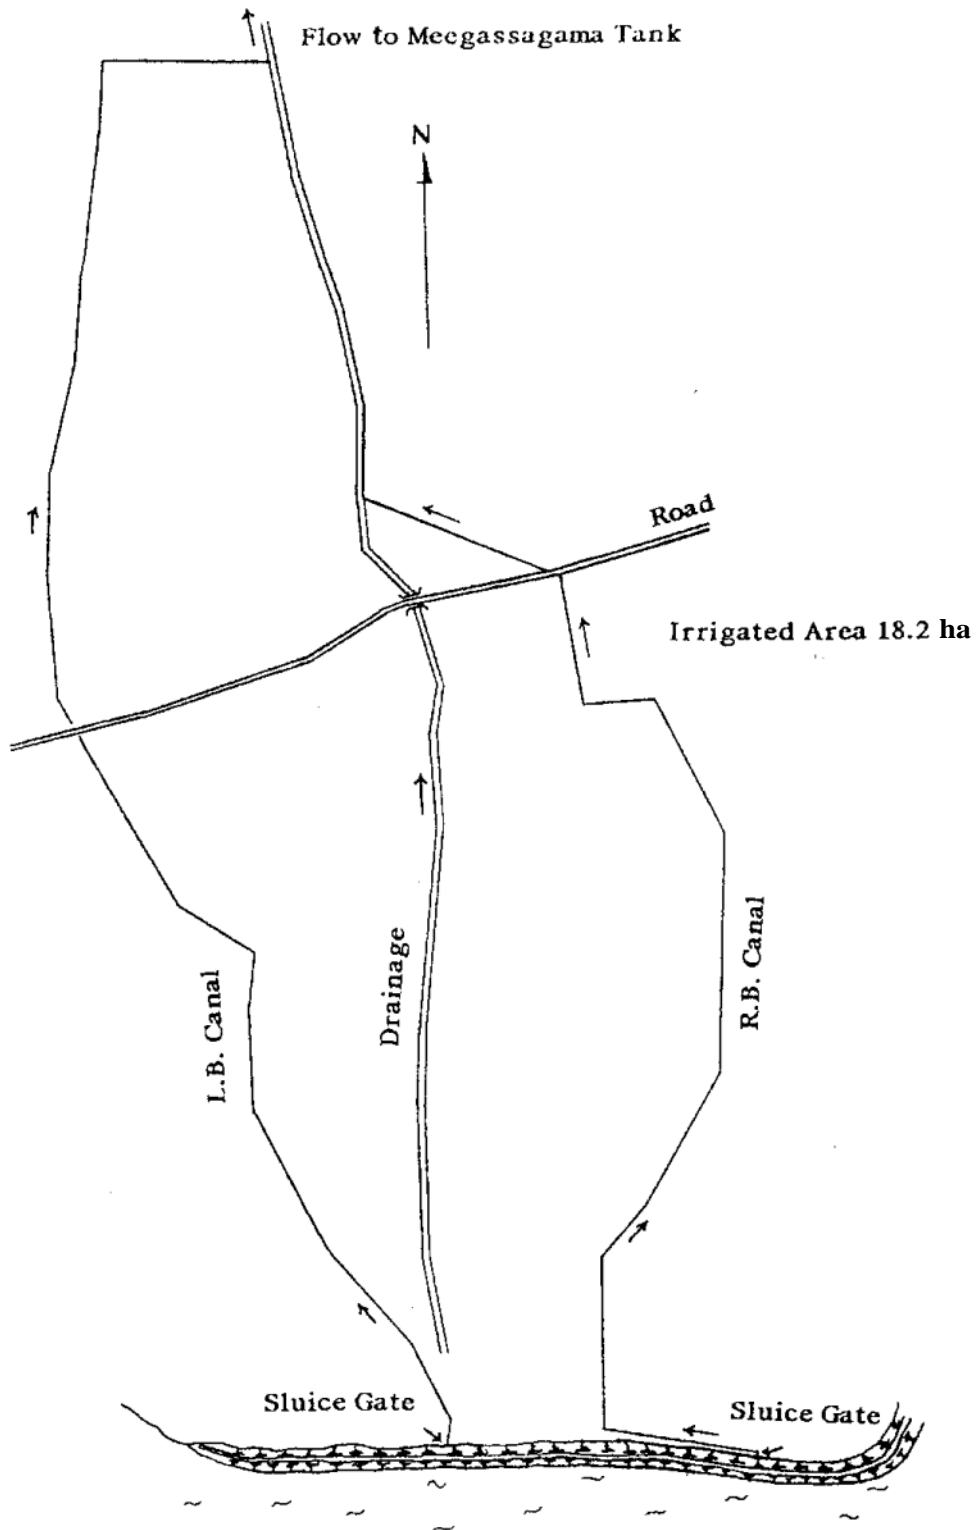 Flow to Meegassagama Tank
N
Road
Irrigated Area 18.2 ha
Drainage
R.B. Canal
L.B. Canal
Sluice Gate
Sluice Gate